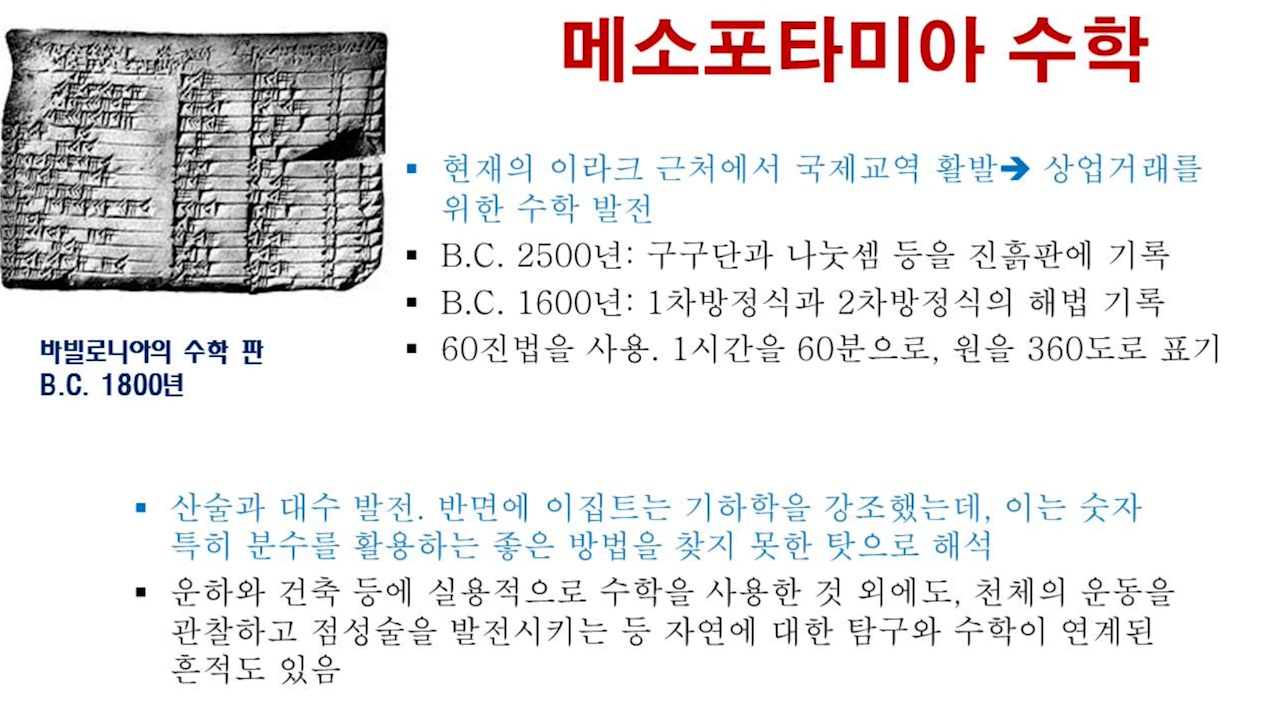 메소포타미아 수학
▪ 현재의 이라크 근처에서 국제교역 활발➔ 상업거래를
위한 수학 발전
▪ B.C. 2500년: 구구단과 나눗셈 등을 진흙판에 기록
▪ B.C. 1600년: 1차방정식과 2차방정식의 해법 기록
▪ 60진법을 사용. 1시간을 60분으로, 원을 360도로 표기
바빌로니아의 수학 판
B.C. 1800년
▪ 산술과 대수 발전. 반면에 이집트는 기하학을 강조했는데, 이는 숫자
특히 분수를 활용하는 좋은 방법을 찾지 못한 탓으로 해석
▪ 운하와 건축 등에 실용적으로 수학을 사용한 것 외에도, 천체의 운동을
관찰하고 점성술을 발전시키는 등 자연에 대한 탐구와 수학이 연계된
흔적도 있음